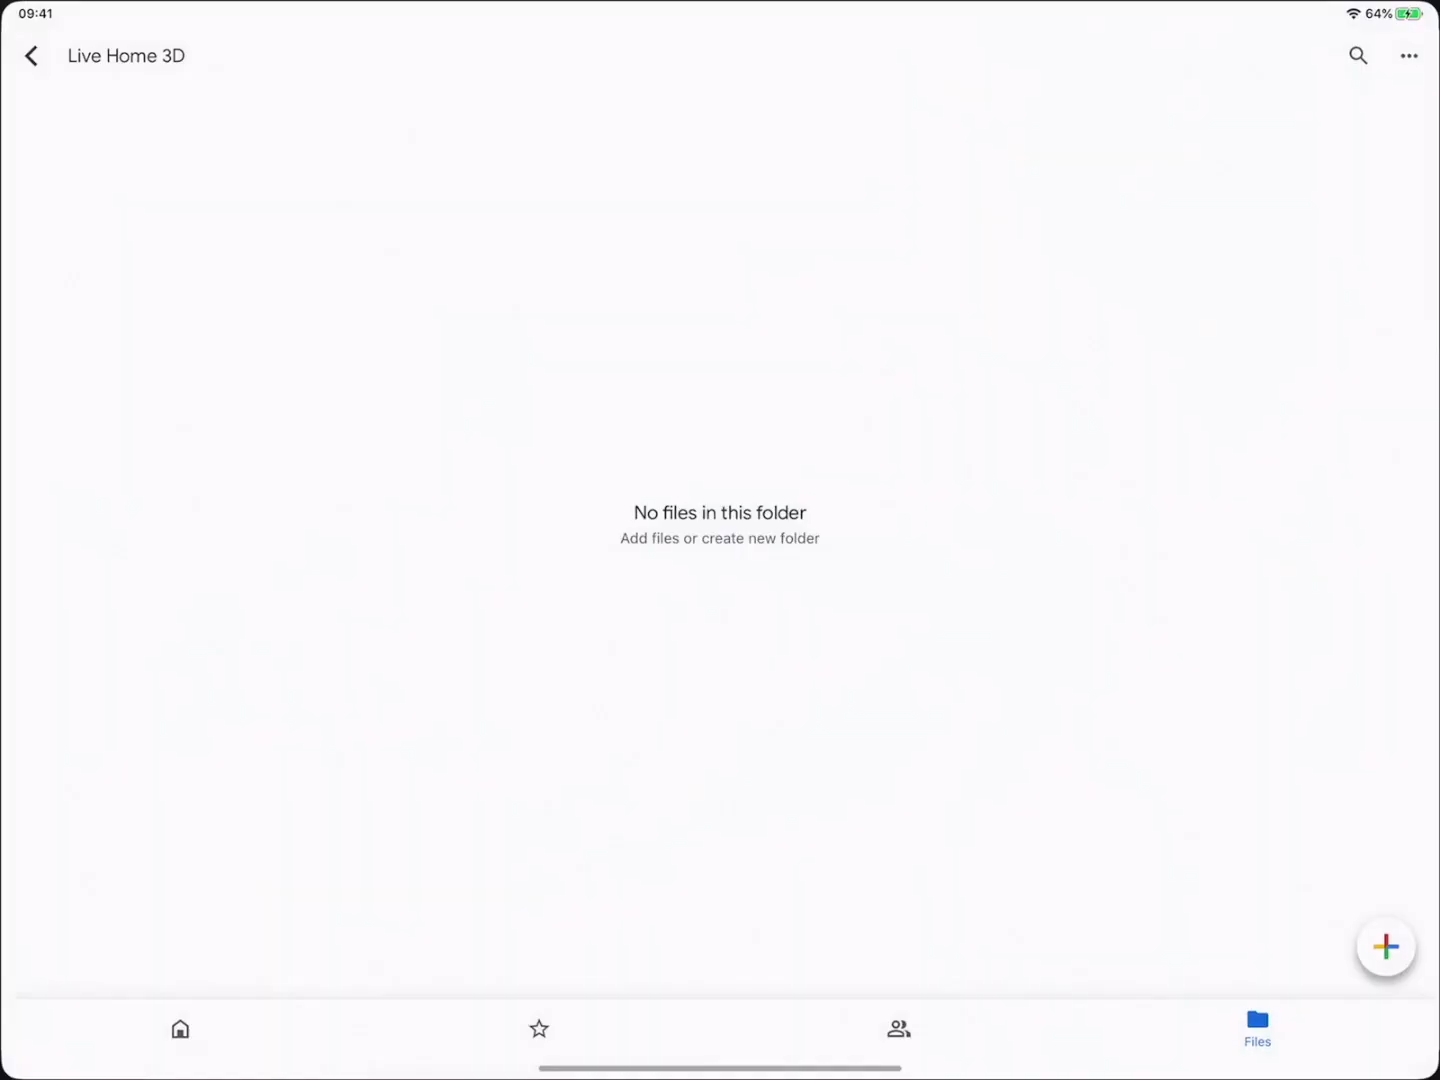 09:41
64%
Live Home 3D
No files in this folder
Add files or create new folder
Files